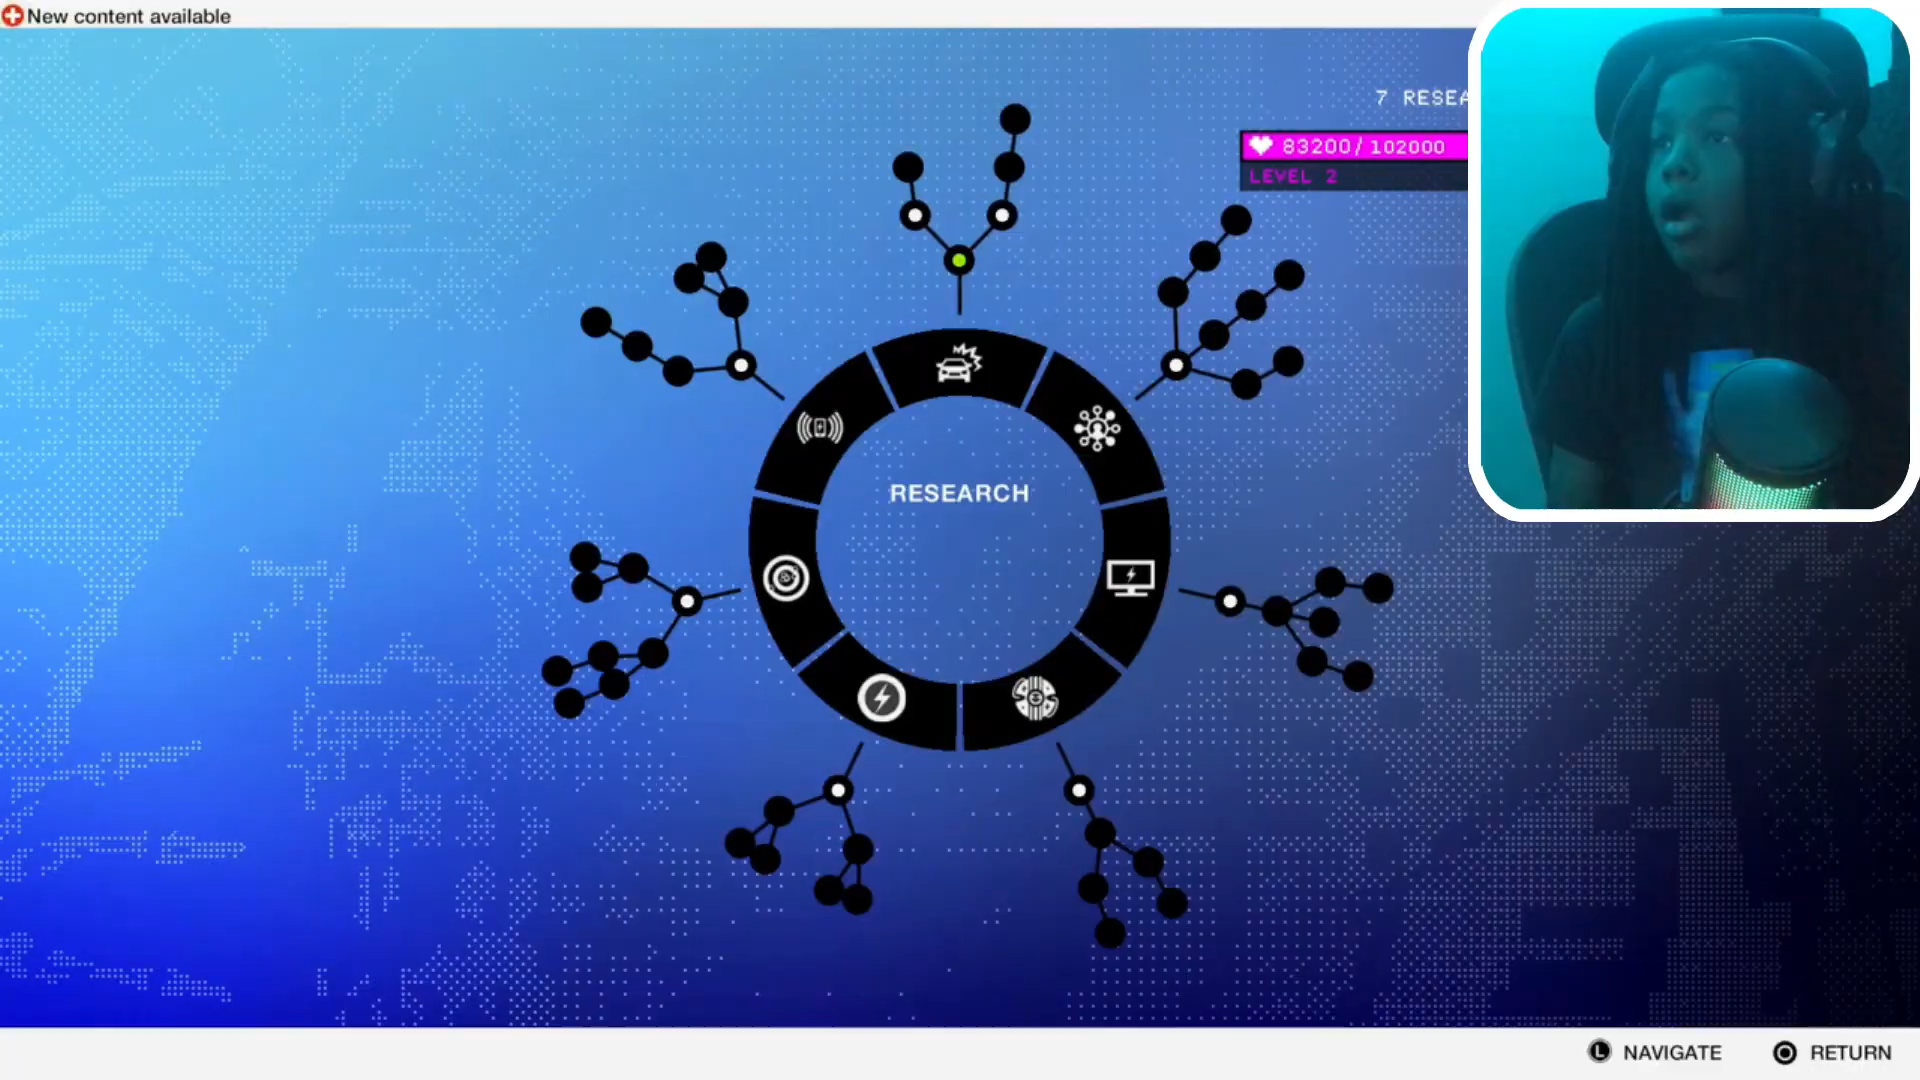 New content available
7 RESEA
83200/102000
LEVEL 2
RESEARCH
L NAVIGATE
RETURN